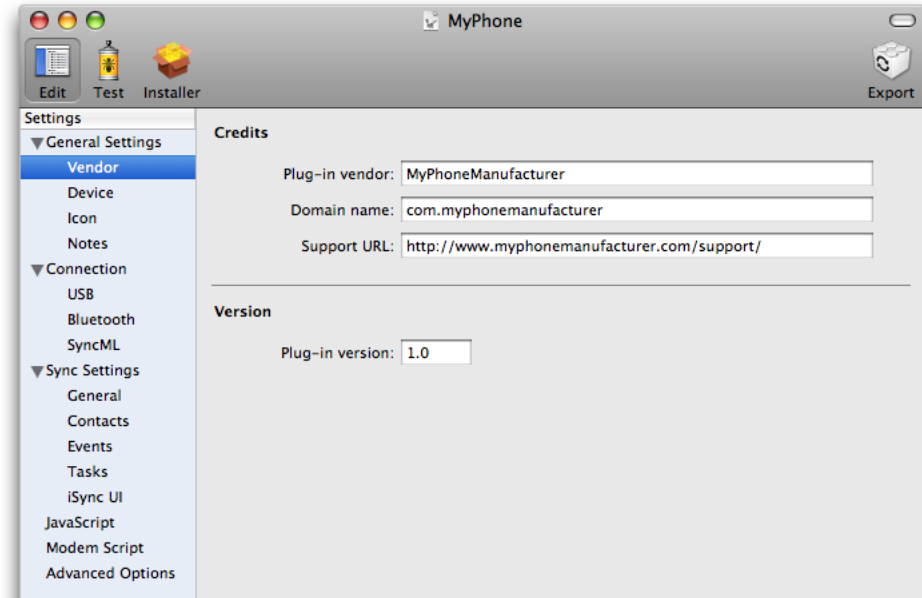 MyPhone
Edit
Test
Installer
Export
Settings
General Settings
Vendor
Device
Icon
Notes
Connection
USB
Bluetooth
SyncML
Sync Settings
General
Contacts
Events
Tasks
iSync UI
JavaScript
Modem Script
Advanced Options
Credits
Plug-in vendor: MyPhoneManufacturer
Domain name: com.myphonemanufacturer
Support URL: http://www.myphonemanufacturer.com/support/
Version
Plug-in version: 1.0